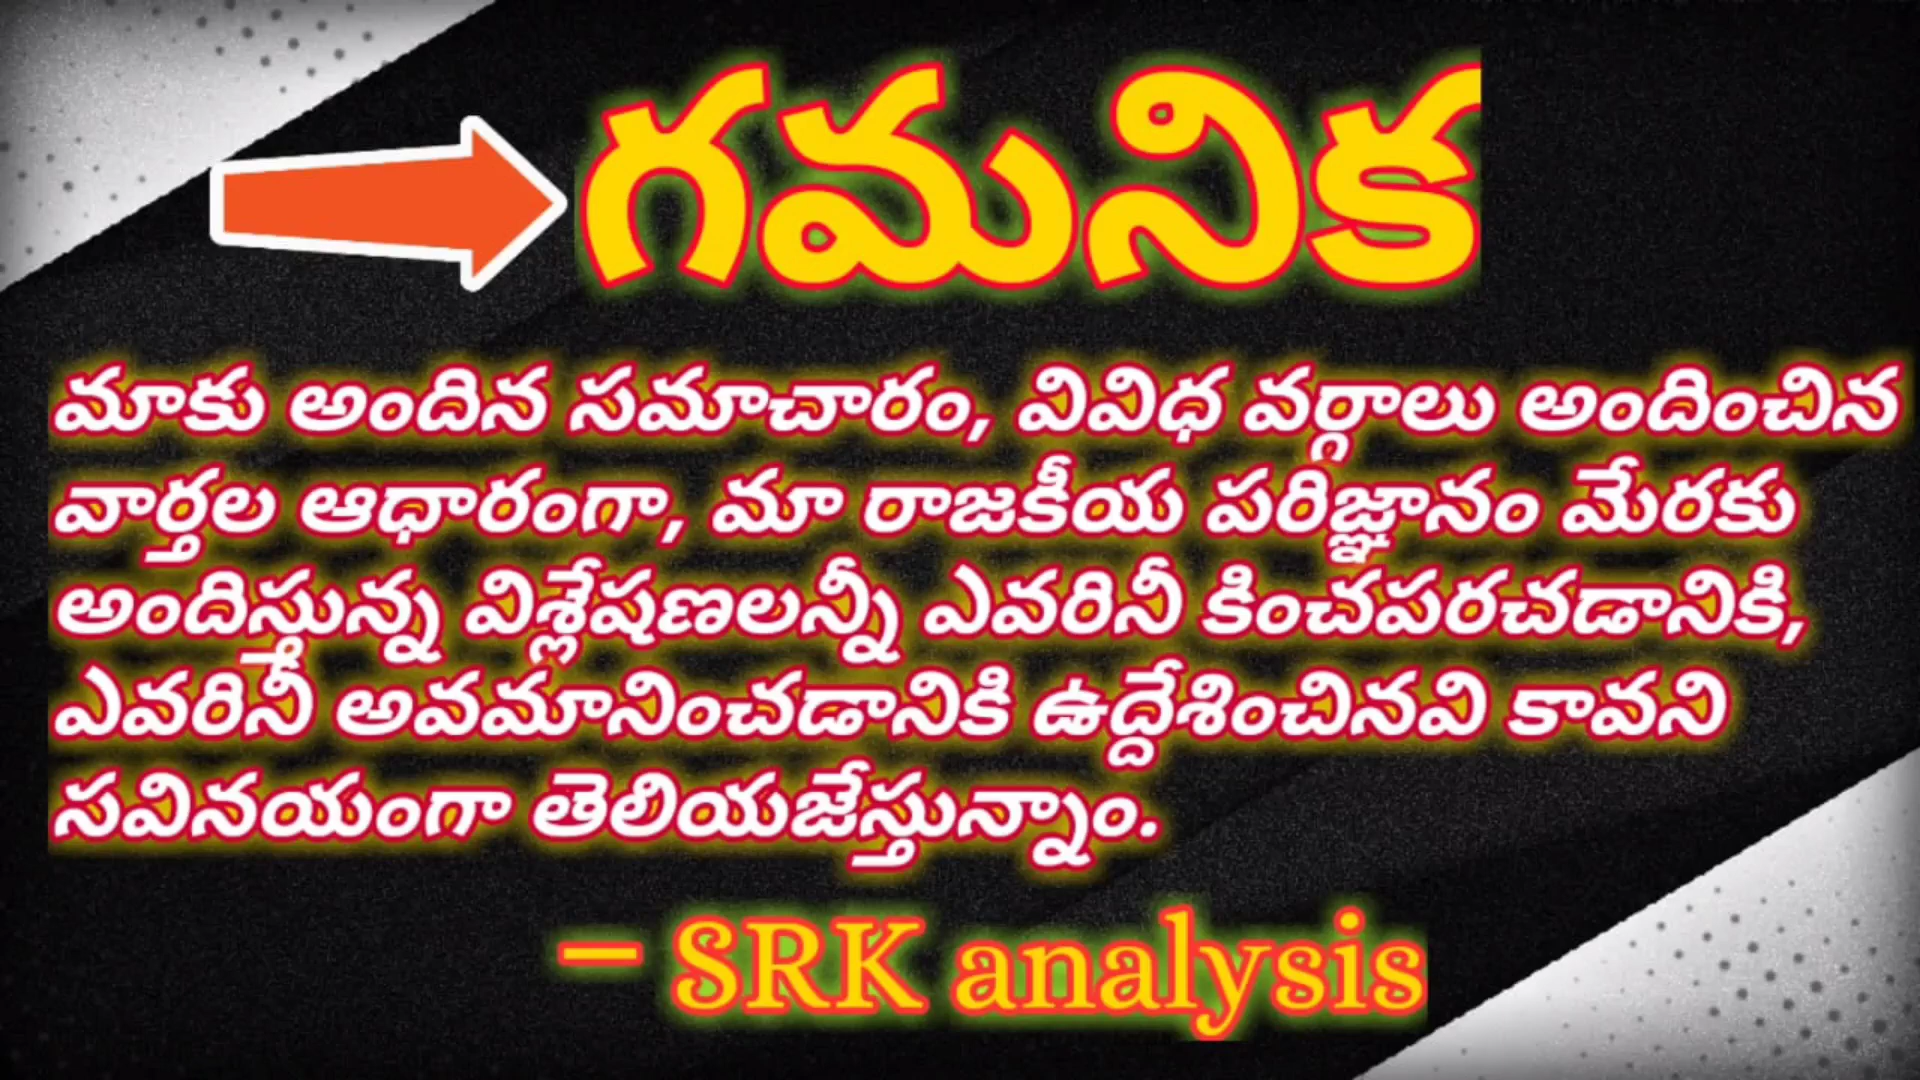 గమనిక
మాకు అందిన సమాచారం, వివిధ వర్గాలు అందించిన
వార్తల ఆధారంగా, మా రాజకీయ పరిజ్ఞానం మేరకు
అందిస్తున్న విశ్లేషణలన్నీ ఎవరినీ కించపరచడానికి,
ఎవరినీ అవమానించడానికి ఉద్దేశించినవి కావని
సవినయంగా తెలియజేస్తున్నాం.
– SRK analysis